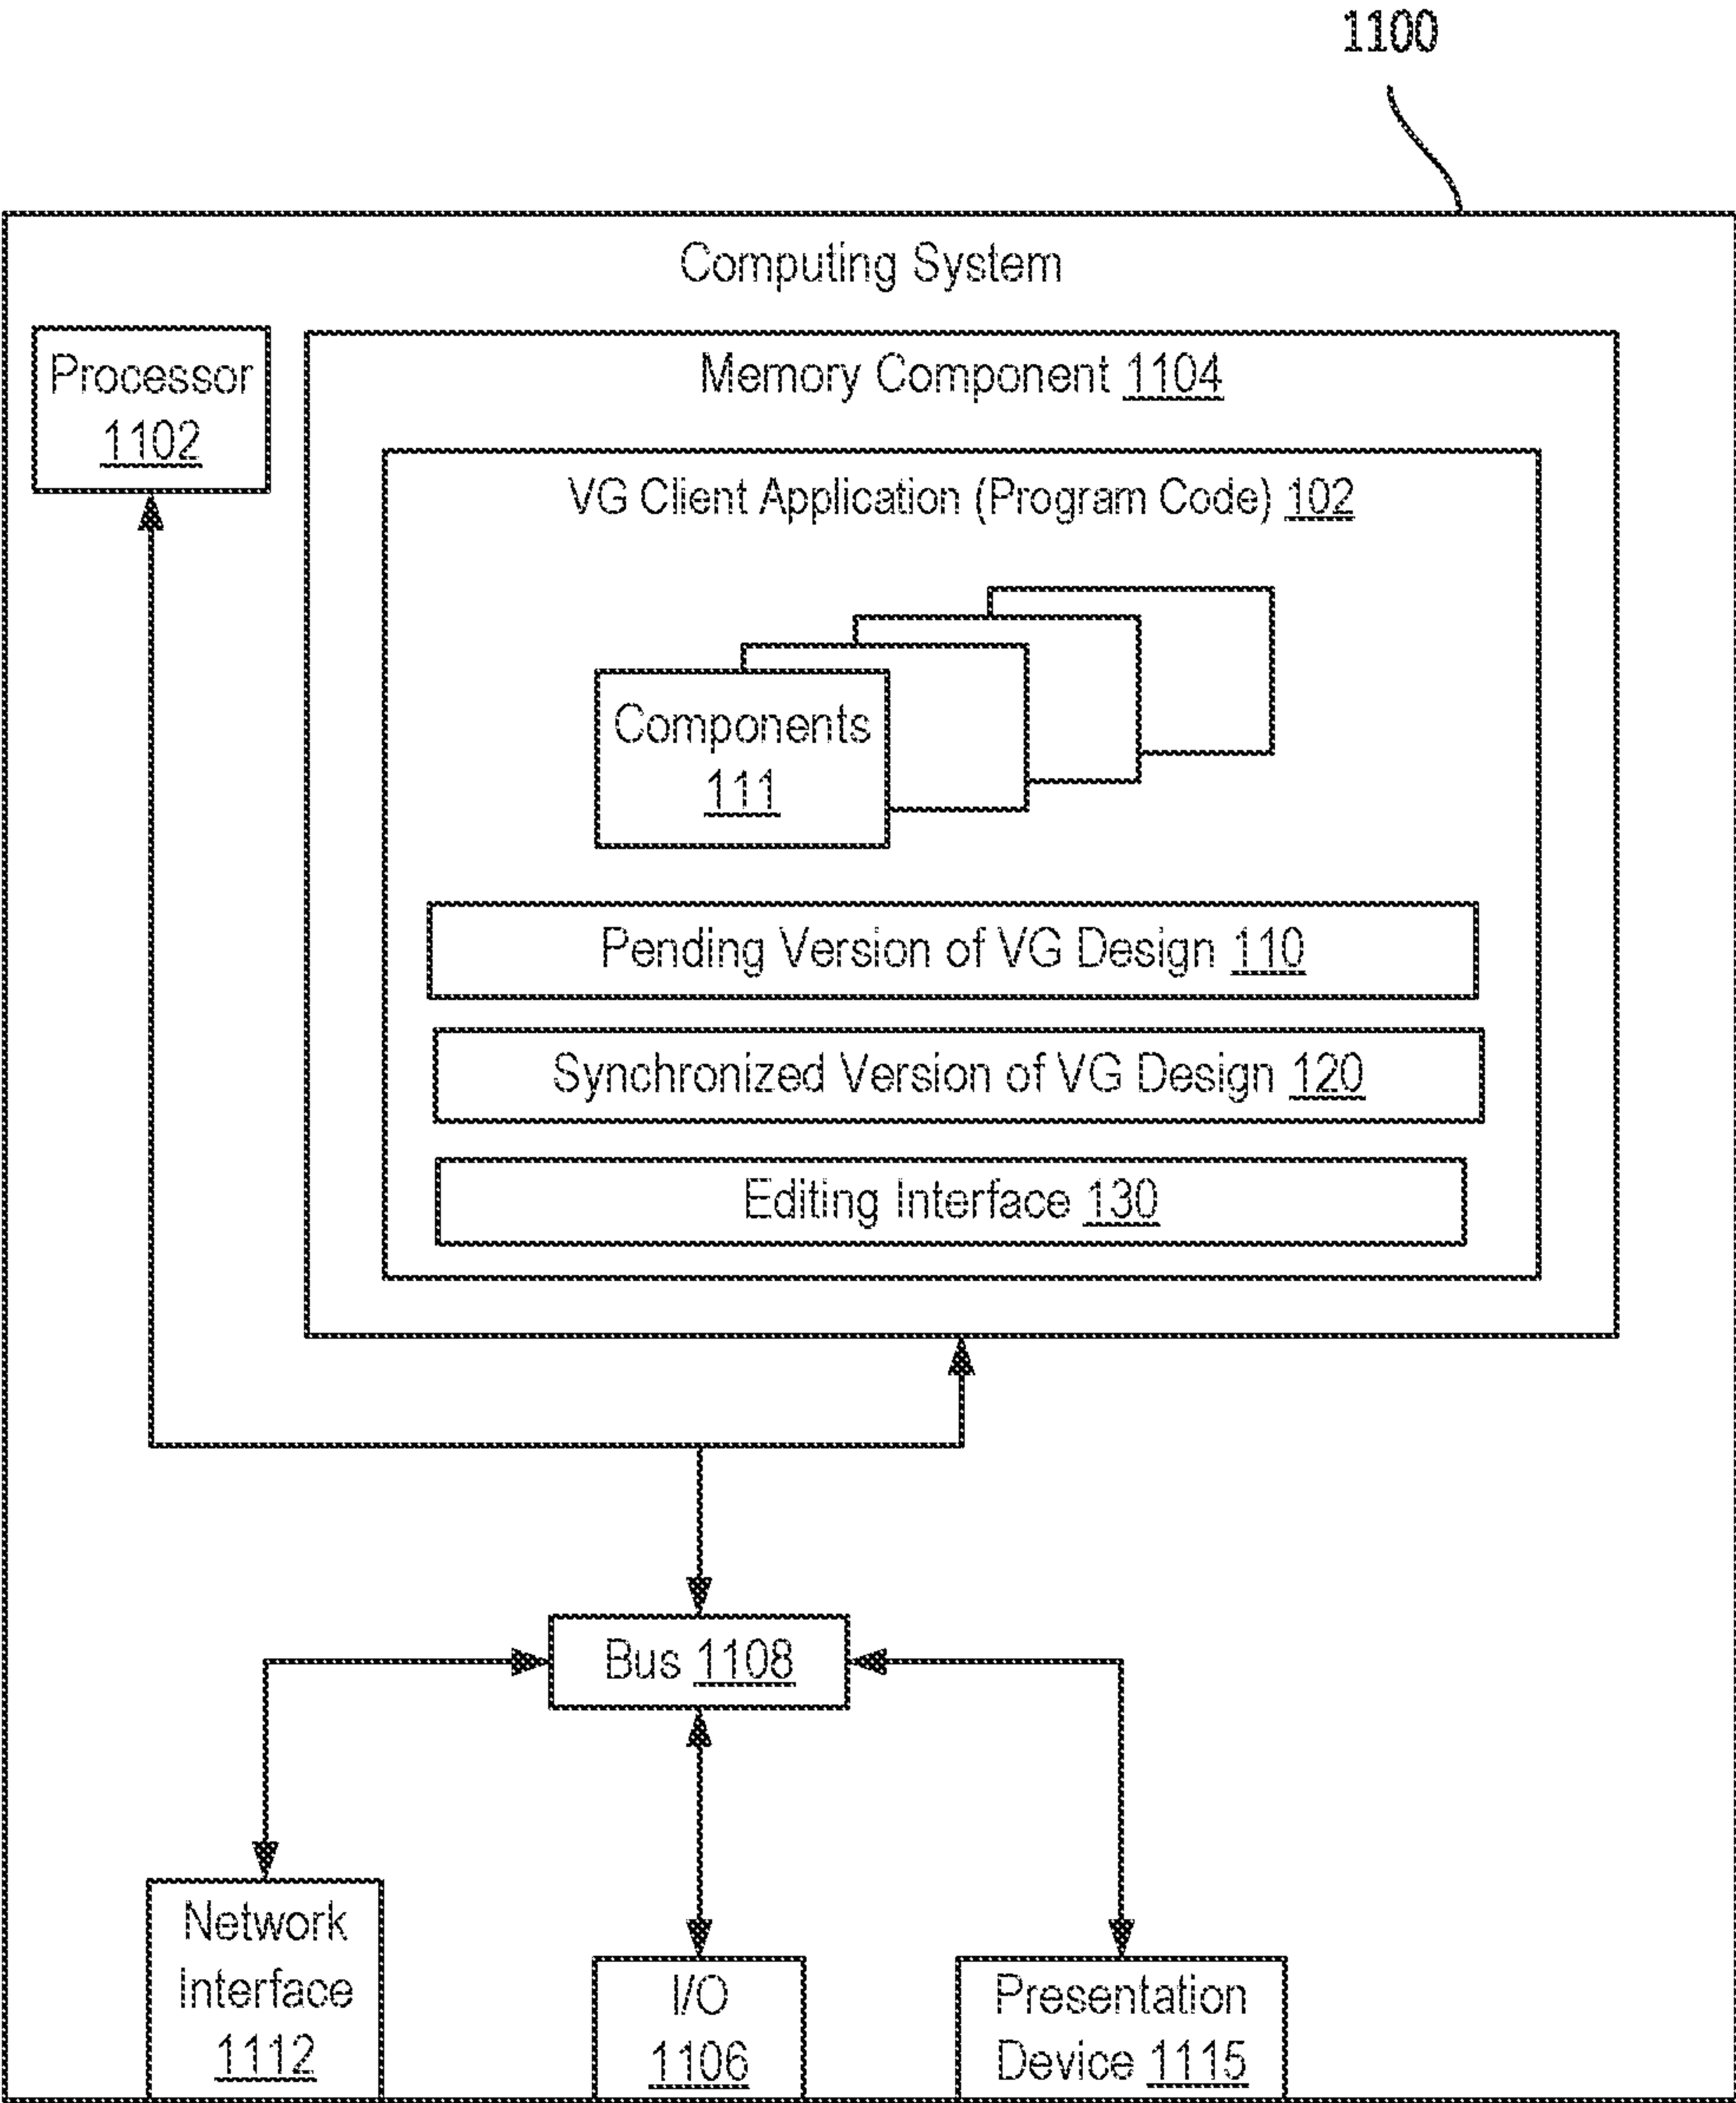 1100
Computing System
Processor
1102
Memory Component 1104
VG Client Application (Program Code) 102
Components
111
Pending Version of VG Design 110
Synchronized Version of VG Design 120
Editing Interface 130
Bus 1108
Network
Interface
1112
I/O
1106
Presentation
Device 1115